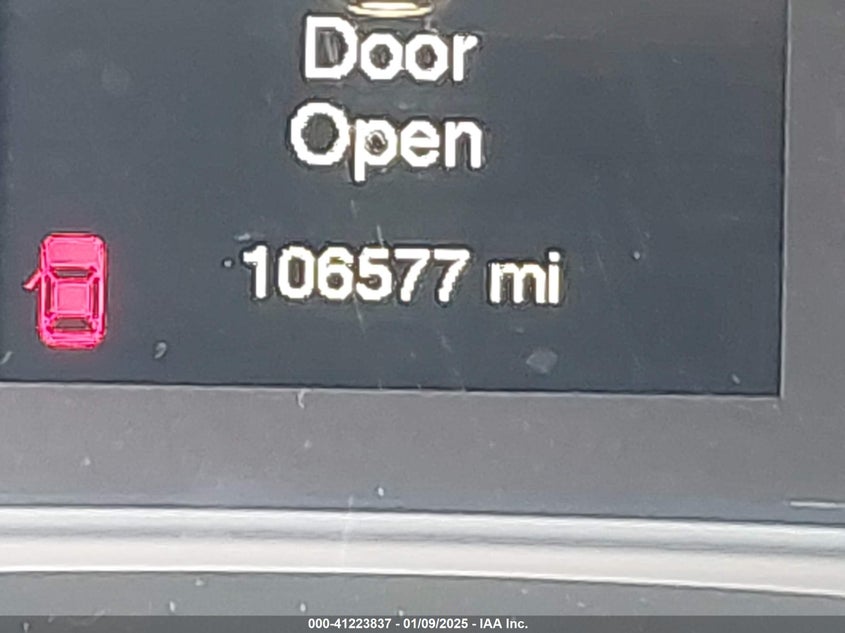 Door
Open
106577 mi
000-41223837 - 01/09/2025 - IAA Inc.